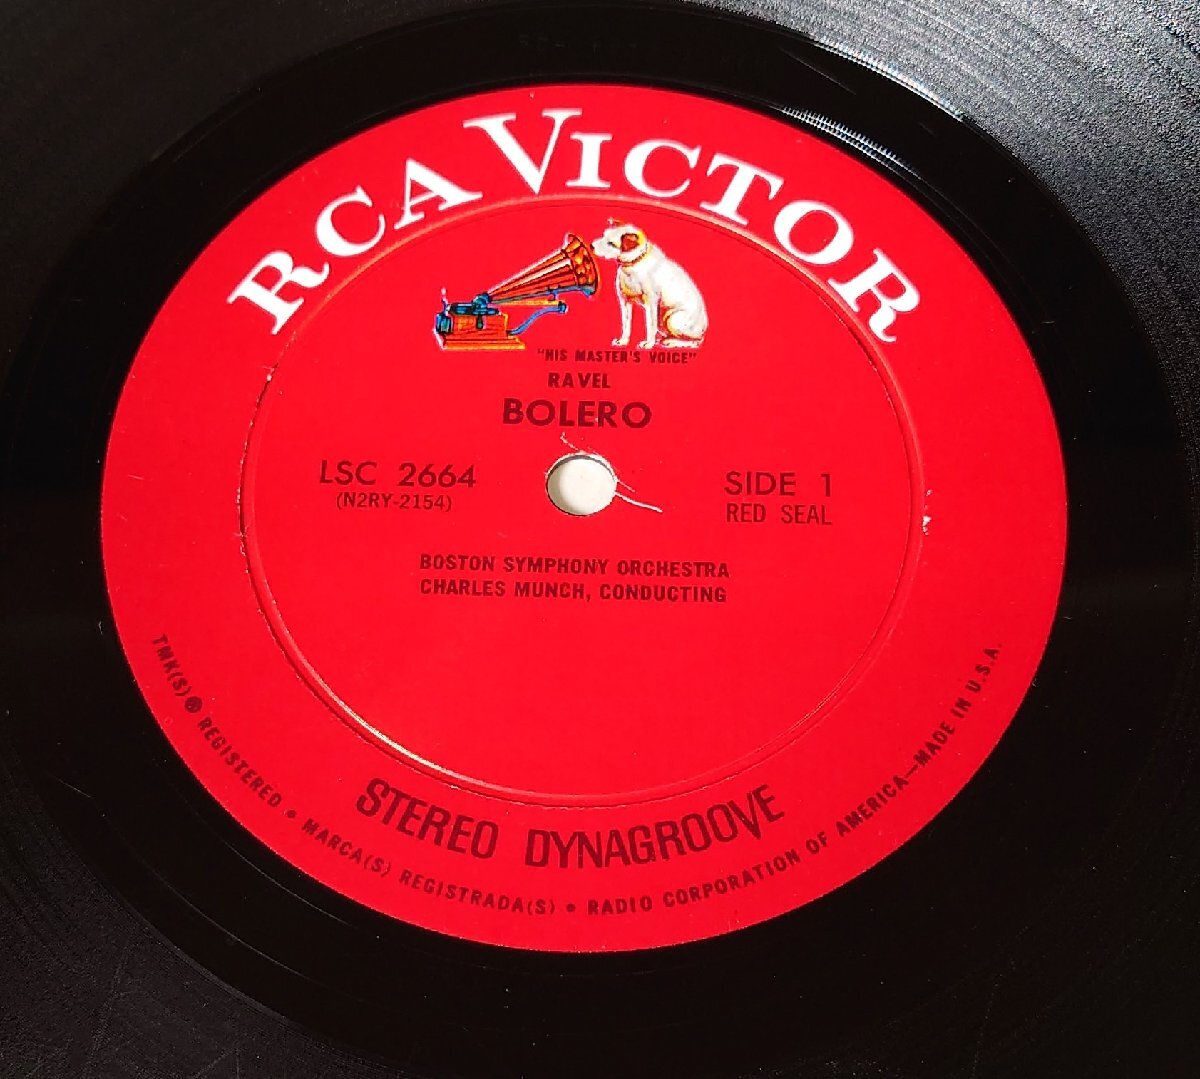 RCA VICTOR
"HIS MASTER'S VOICE"
RAVEL
BOLERO
LSC 2664
(N2RY-2154)
SIDE 1
RED SEAL
BOSTON SYMPHONY ORCHESTRA
CHARLES MUNCH, CONDUCTING
STEREO DYNAGROOVE
TMK(S) ® REGISTERED • MARCA(S) REGISTRADA(S) • RADIO CORPORATION OF AMERICA—MADE IN U.S.A.